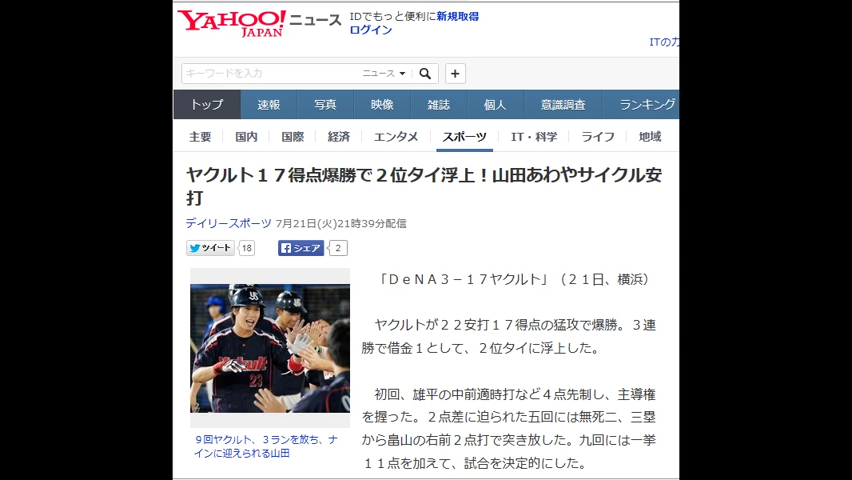 YAHOO! ニュース
JAPAN
IDでもっと便利に新規取得
ログイン
ITの力
キーワードを入力 ニュース
トップ 速報 写真 映像 雑誌 個人 意識調査 ランキング
主要 国内 国際 経済 エンタメ スポーツ IT・科学 ライフ 地域
ヤクルト１７得点爆勝で２位タイ浮上！山田あわやサイクル安
打
デイリースポーツ 7月21日(火)21時39分配信
ツイート 18 シェア 2
「ＤｅＮＡ３－１７ヤクルト」（２１日、横浜）
ヤクルトが２２安打１７得点の猛攻で爆勝。３連
勝で借金１として、２位タイに浮上した。
初回、雄平の中前適時打など４点先制し、主導権
を握った。２点差に迫られた五回には無死二、三塁
から畠山の右前２点打で突き放した。九回には一挙
１１点を加えて、試合を決定的にした。
Yakult
23
９回ヤクルト、３ランを放ち、ナ
インに迎えられる山田